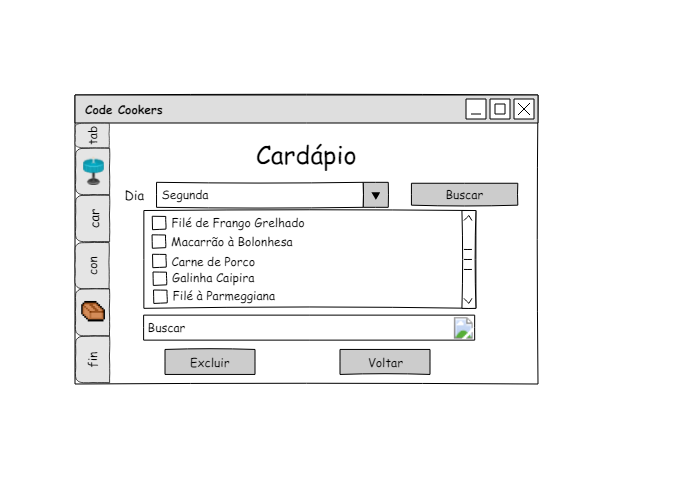 Code Cookers
tab
Cardápio
Dia Segunda Buscar
car
Filé de Frango Grelhado
Macarrão à Bolonhesa
con
Carne de Porco
Galinha Caipira
Filé à Parmeggiana
Buscar
fin
Excluir Voltar